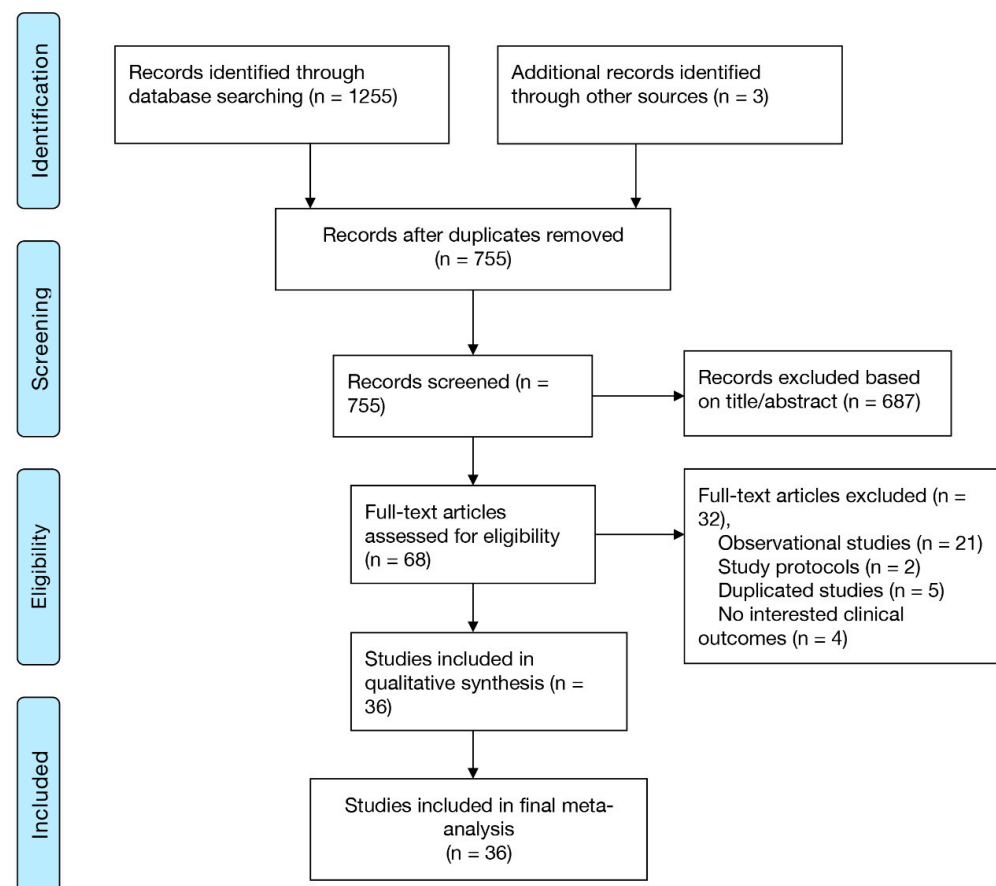 Identification
Records identified through
database searching (n = 1255)
Additional records identified
through other sources (n = 3)
Records after duplicates removed
(n = 755)
Screening
Records screened (n =
755)
Records excluded based
on title/abstract (n = 687)
Eligibility
Full-text articles
assessed for eligibility
(n = 68)
Full-text articles excluded (n =
32),
Observational studies (n = 21)
Study protocols (n = 2)
Duplicated studies (n = 5)
No interested clinical
outcomes (n = 4)
Studies included in
qualitative synthesis (n =
36)
Included
Studies included in final meta-
analysis
(n = 36)